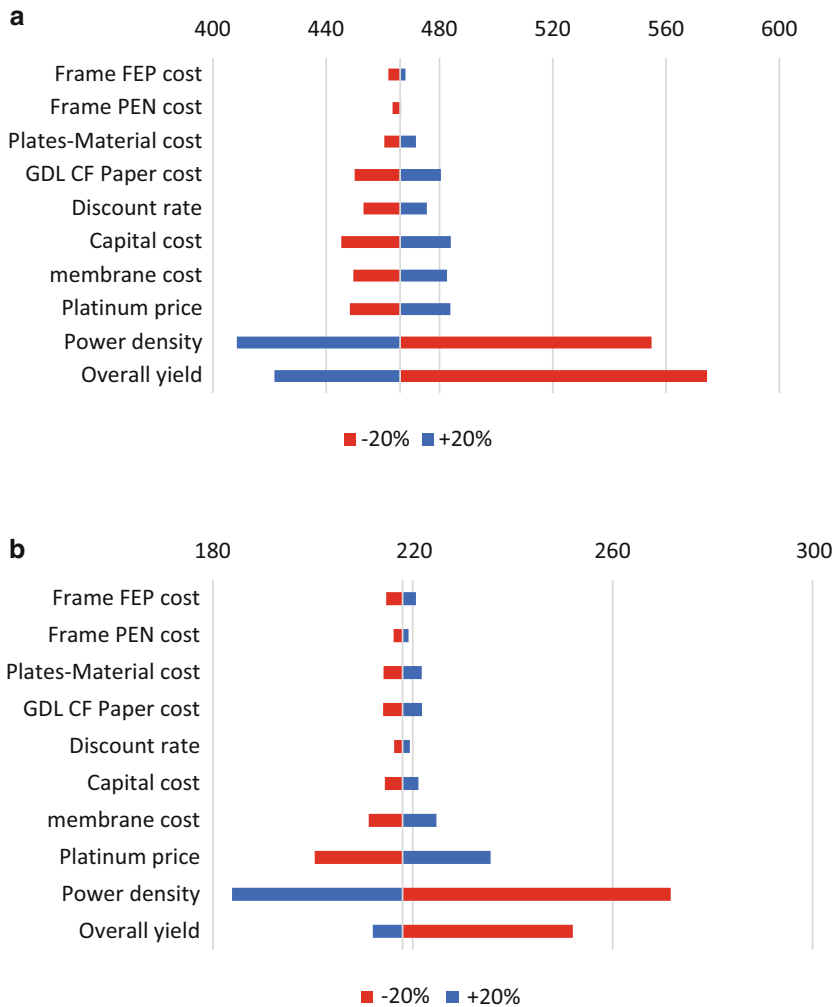 a
400 440 480 520 560 600
Frame FEP cost
Frame PEN cost
Plates-Material cost
GDL CF Paper cost
Discount rate
Capital cost
membrane cost
Platinum price
Power density
Overall yield
-20% +20%
b
180 220 260 300
Frame FEP cost
Frame PEN cost
Plates-Material cost
GDL CF Paper cost
Discount rate
Capital cost
membrane cost
Platinum price
Power density
Overall yield
-20% +20%